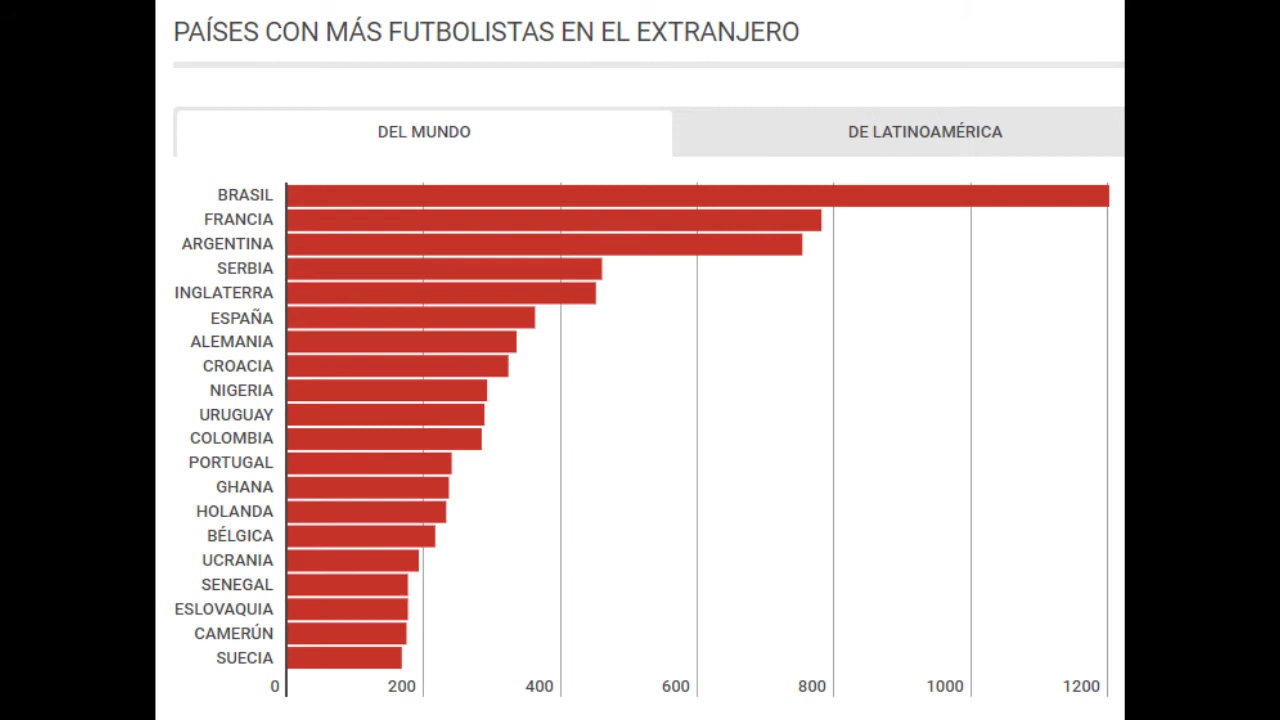 PAÍSES CON MÁS FUTBOLISTAS EN EL EXTRANJERO
DEL MUNDO
DE LATINOAMÉRICA
BRASIL
FRANCIA
ARGENTINA
SERBIA
INGLATERRA
ESPAÑA
ALEMANIA
CROACIA
NIGERIA
URUGUAY
COLOMBIA
PORTUGAL
GHANA
HOLANDA
BÉLGICA
UCRANIA
SENEGAL
ESLOVAQUIA
CAMERÚN
SUECIA
0 200 400 600 800 1000 1200